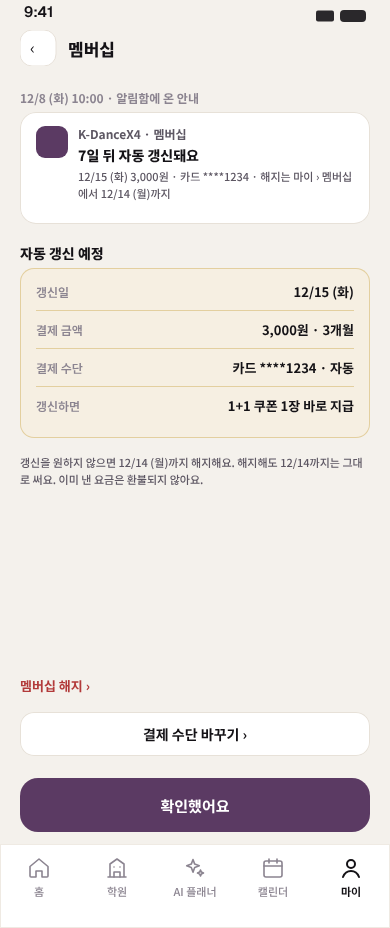 9:41
‹
멤버십
12/8 (화) 10:00 · 알림함에 온 안내
K-DanceX4 · 멤버십
7일 뒤 자동 갱신돼요
12/15 (화) 3,000원 · 카드 ****1234 · 해지는 마이 › 멤버십
에서 12/14 (월)까지
자동 갱신 예정
갱신일 12/15 (화)
결제 금액 3,000원 · 3개월
결제 수단 카드 ****1234 · 자동
갱신하면 1+1 쿠폰 1장 바로 지급
갱신을 원하지 않으면 12/14 (월)까지 해지해요. 해지해도 12/14까지는 그대
로 써요. 이미 낸 요금은 환불되지 않아요.
멤버십 해지 ›
결제 수단 바꾸기 ›
확인했어요
홈 학원 AI 플래너 캘린더 마이